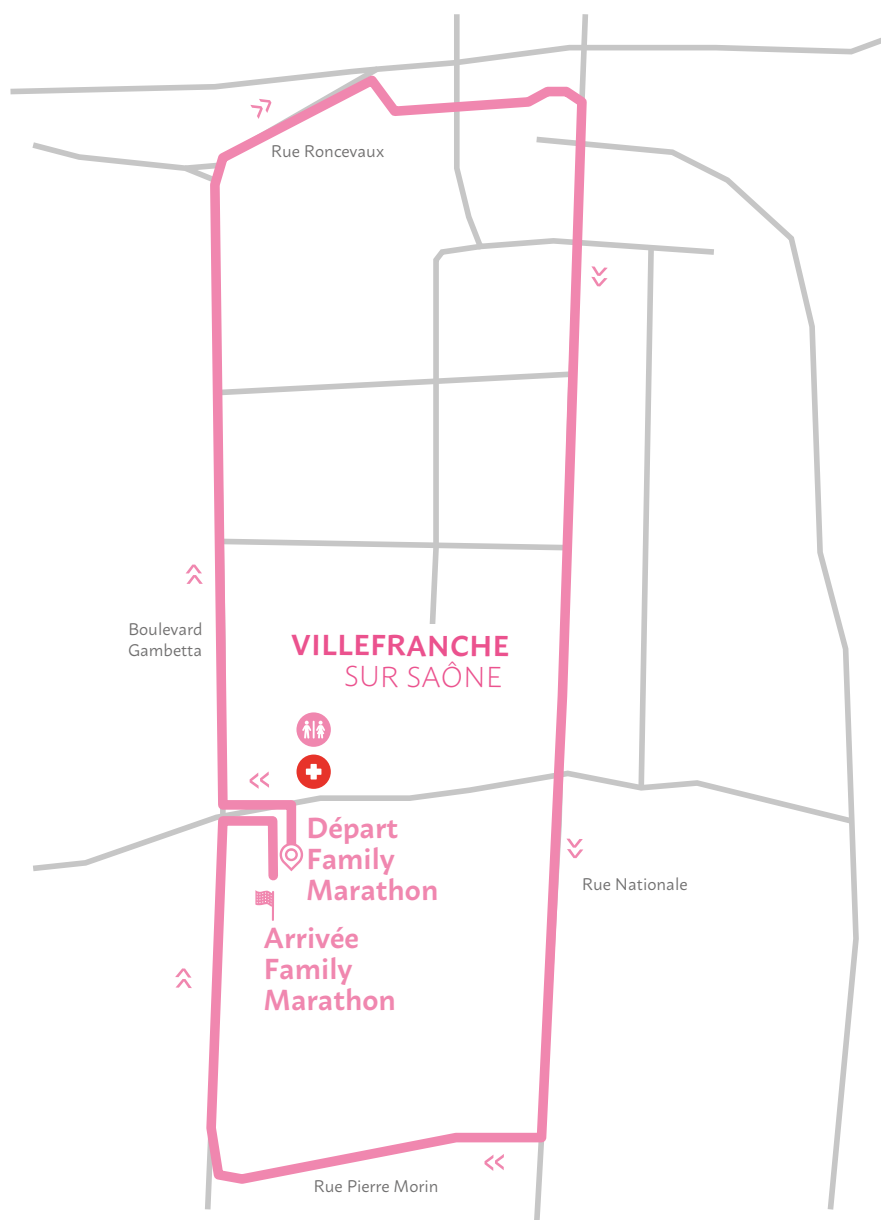 Rue Roncevaux
Boulevard
Gambetta
VILLEFRANCHE
SUR SAÔNE
Départ
Family
Marathon
Rue Nationale
Arrivée
Family
Marathon
Rue Pierre Morin